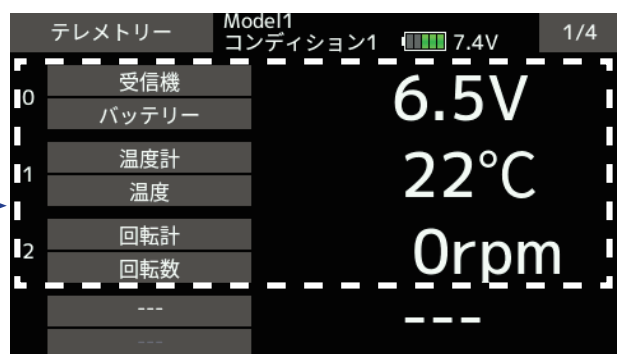 テレメトリー
Model1
コンディション1 7.4V
1/4
0
受信機
バッテリー
6.5V
1
温度計
温度
22°C
2
回転計
回転数
0rpm
---
---
---